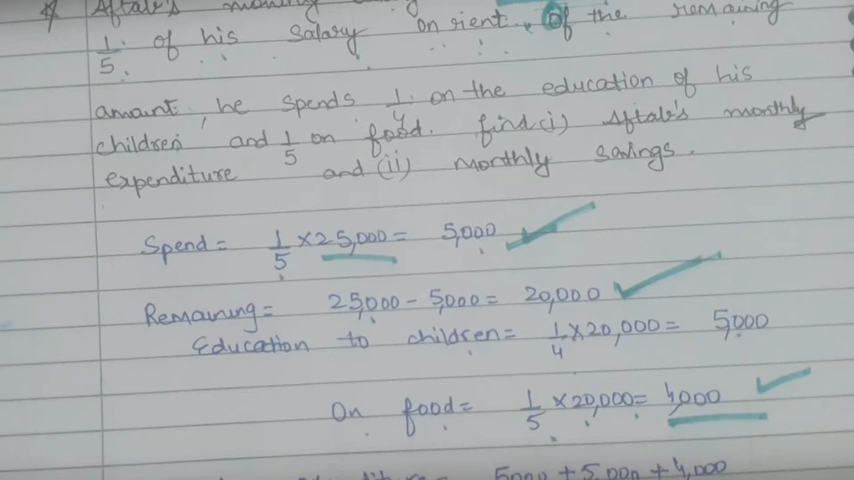 Aftab's monthly
1/5 of his salary on rient. Of the remaining
amount, he spends 1/4 on the education of his
children and 1/5 on food. find (i) Aftab's monthly
expenditure and (ii) monthly savings.
Spend = 1/5 × 25,000 = 5,000
Remaining = 25,000 - 5,000 = 20,000
Education to children = 1/4 × 20,000 = 5,000
On food = 1/5 × 20,000 = 4,000
5000 + 5,000 + 4,000